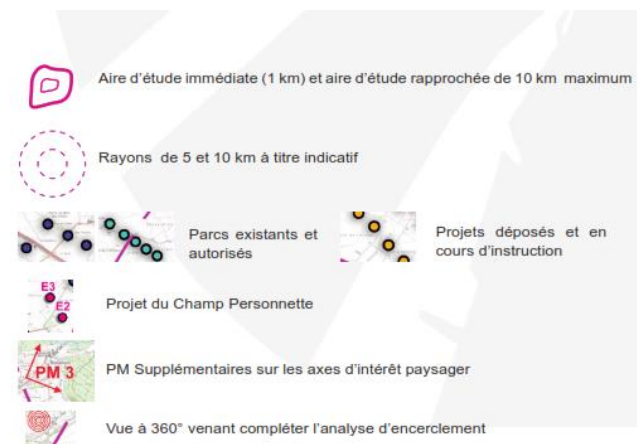 Aire d'étude immédiate (1 km) et aire d'étude rapprochée de 10 km maximum
Rayons de 5 et 10 km à titre indicatif
Parcs existants et
autorisés
Projets déposés et en
cours d'instruction
E3
E2
Projet du Champ Personnette
PM 3
PM Supplémentaires sur les axes d'intérêt paysager
Vue à 360° venant compléter l'analyse d'encerclement